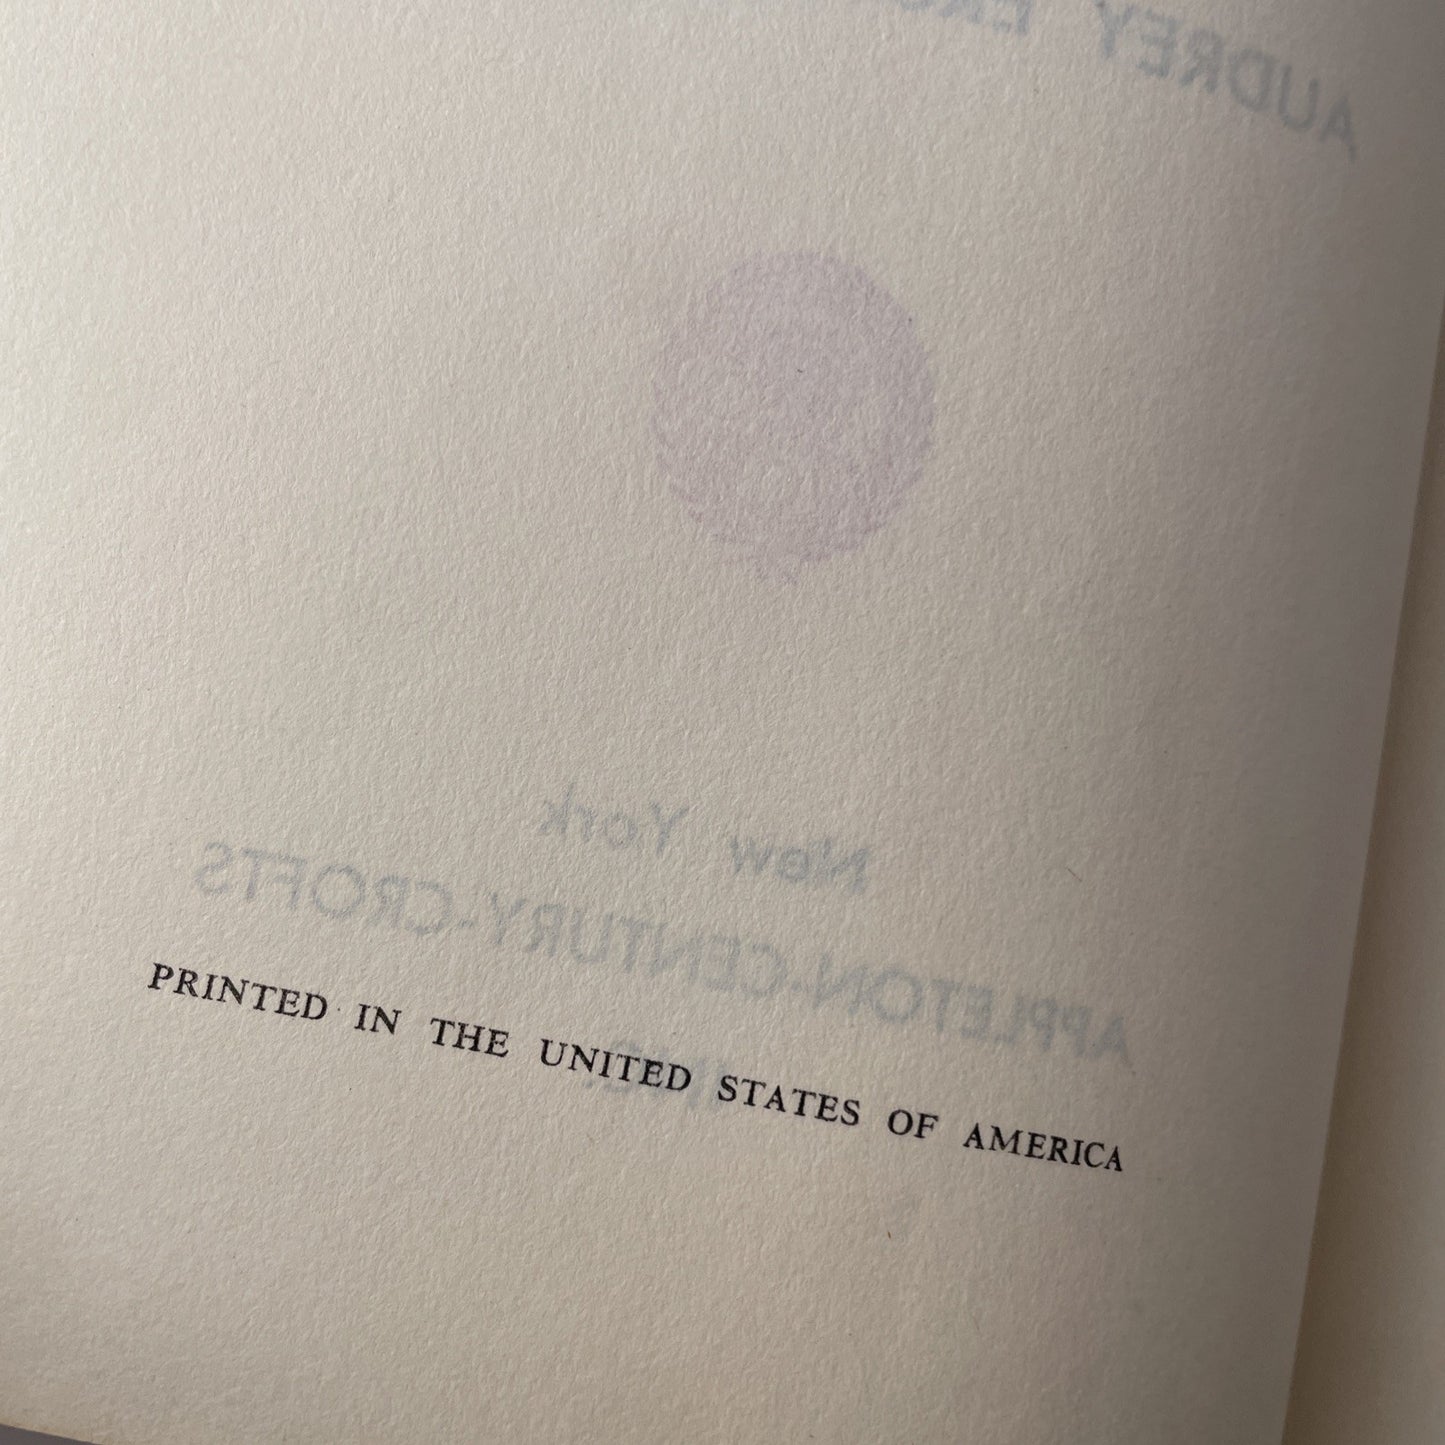 AUDREY
New York
APPLETON-CENTURY-CROFTS
PRINTED IN THE UNITED STATES OF AMERICA